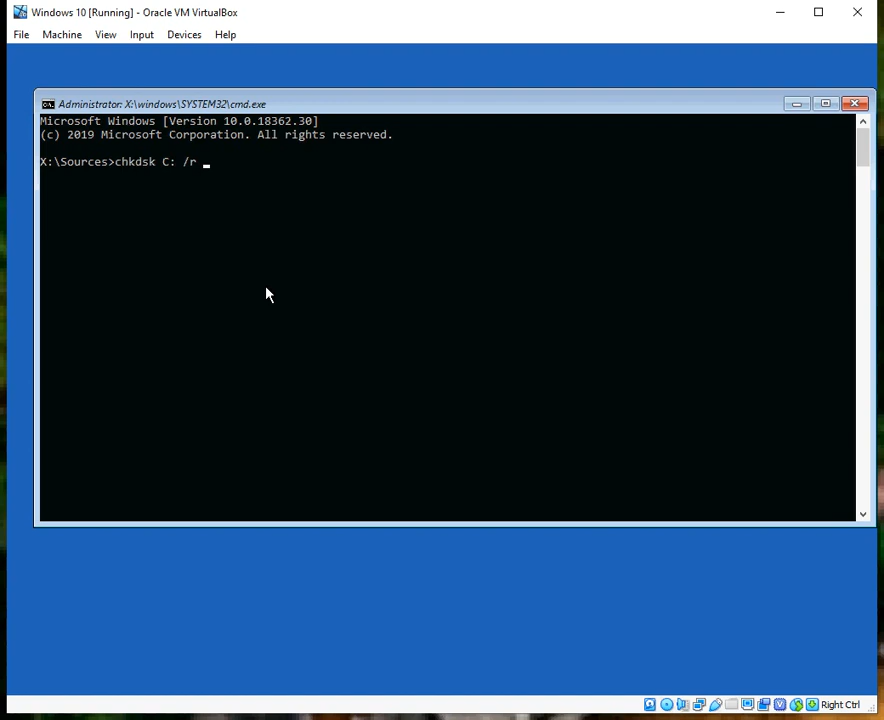 Windows 10 [Running] - Oracle VM VirtualBox
File Machine View Input Devices Help
Administrator: X:\windows\SYSTEM32\cmd.exe
Microsoft Windows [Version 10.0.18362.30]
(c) 2019 Microsoft Corporation. All rights reserved.
X:\Sources>chkdsk C: /r _
Right Ctrl